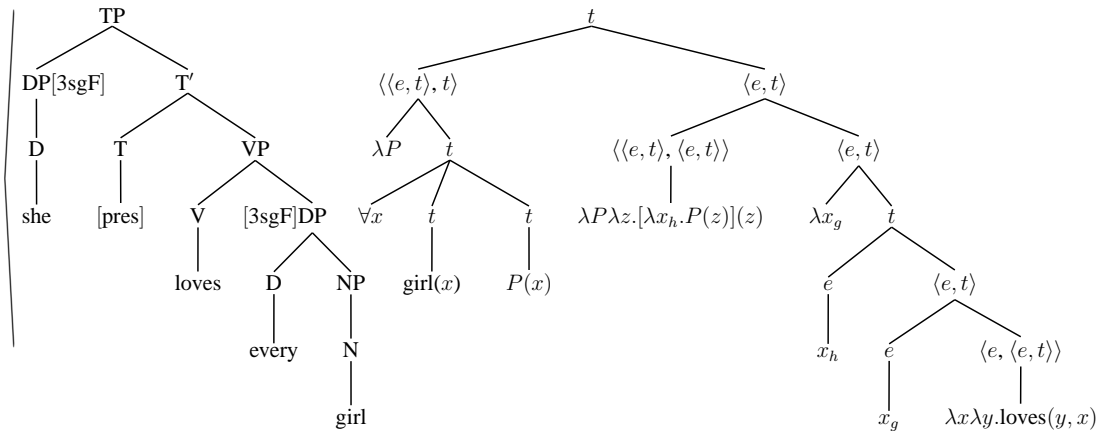 TP t
DP[3sgF] T′ ⟨⟨e, t⟩, t⟩ ⟨e, t⟩
D T VP λP t ⟨⟨e, t⟩, ⟨e, t⟩⟩ ⟨e, t⟩
she [pres] V [3sgF]DP ∀x t t λPλz.[λx_h.P(z)](z) λx_g t
loves D NP girl(x) P(x) e ⟨e, t⟩
every N x_h e ⟨e, ⟨e, t⟩⟩
girl x_g λxλy.loves(y, x)